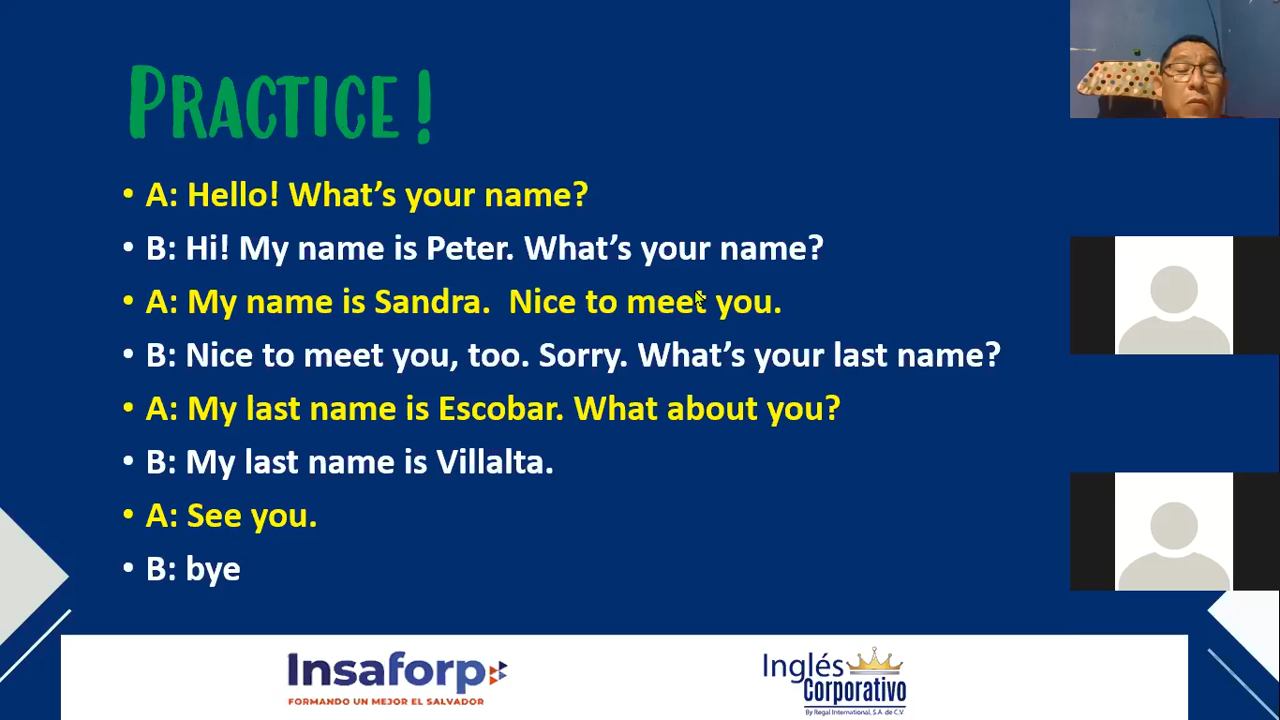 PRACTICE!
• A: Hello! What’s your name?
• B: Hi! My name is Peter. What’s your name?
• A: My name is Sandra.  Nice to meet you.
• B: Nice to meet you, too. Sorry. What’s your last name?
• A: My last name is Escobar. What about you?
• B: My last name is Villalta.
• A: See you.
• B: bye
Insaforp
FORMANDO UN MEJOR EL SALVADOR
Inglés
Corporativo
By Regal International, S.A. de C.V.